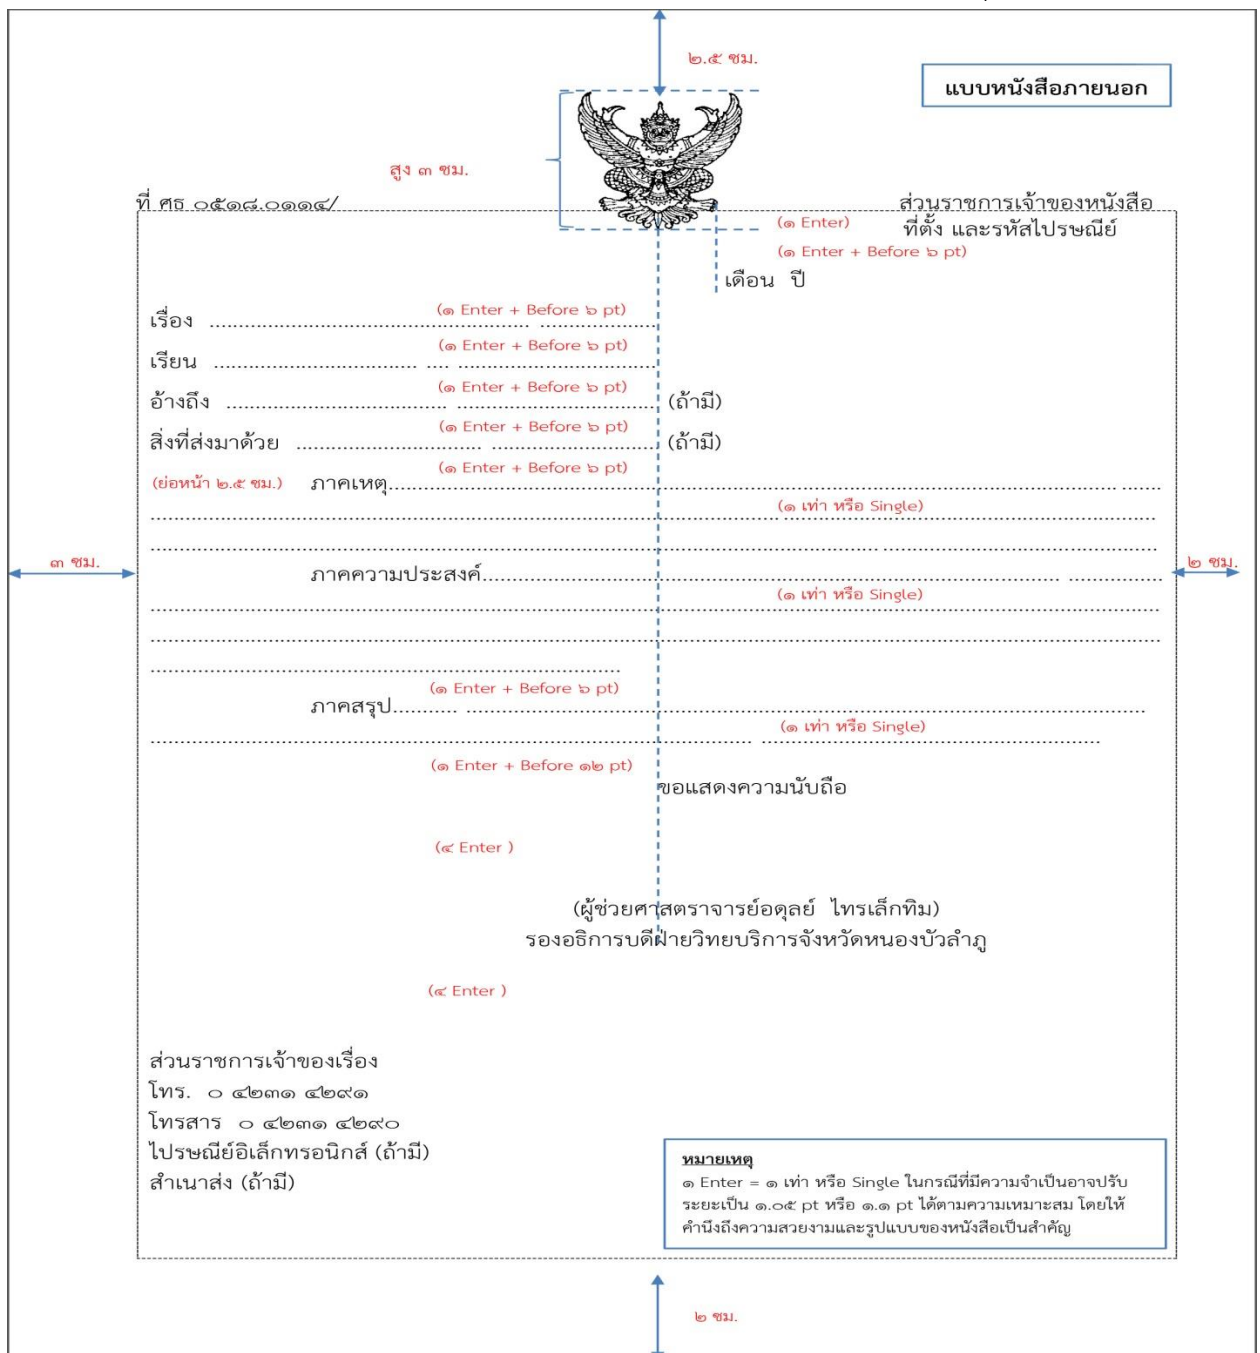 ๒.๕ ซม.
แบบหนังสือภายนอก
สูง ๓ ซม.
ที่ ศธ ๐๕๑๘.๐๑๑๔/
ส่วนราชการเจ้าของหนังสือ
(๑ Enter) ที่ตั้ง และรหัสไปรษณีย์
(๑ Enter + Before ๖ pt)
เดือน ปี
(๑ Enter + Before ๖ pt)
เรื่อง ........................................................ ....................
(๑ Enter + Before ๖ pt)
เรียน ................................... .... ...................................
(๑ Enter + Before ๖ pt)
อ้างถึง ...................................... ................................... (ถ้ามี)
(๑ Enter + Before ๖ pt)
สิ่งที่ส่งมาด้วย ................................ ............................. (ถ้ามี)
(๑ Enter + Before ๖ pt)
(ย่อหน้า ๒.๕ ซม.) ภาคเหตุ............................................................ .......
(๑ เท่า หรือ Single)
๓ ซม.
๒ ซม.
ภาคความประสงค์............................................................ ................
(๑ เท่า หรือ Single)
(๑ Enter + Before ๖ pt)
ภาคสรุป........... ............................................................
(๑ เท่า หรือ Single)
(๑ Enter + Before ๑๒ pt)
ขอแสดงความนับถือ
(๔ Enter )
(ผู้ช่วยศาสตราจารย์อดุลย์ ไทรเล็กทิม)
รองอธิการบดีฝ่ายวิทยบริการจังหวัดหนองบัวลำภู
(๔ Enter )
ส่วนราชการเจ้าของเรื่อง
โทร. ๐ ๔๒๓๑ ๔๒๙๑
โทรสาร ๐ ๔๒๓๑ ๔๒๙๐
ไปรษณีย์อิเล็กทรอนิกส์ (ถ้ามี)
สำเนาส่ง (ถ้ามี)
หมายเหตุ
๑ Enter = ๑ เท่า หรือ Single ในกรณีที่มีความจำเป็นอาจปรับ
ระยะเป็น ๑.๐๕ pt หรือ ๑.๑ pt ได้ตามความเหมาะสม โดยให้
คำนึงถึงความสวยงามและรูปแบบของหนังสือเป็นสำคัญ
๒ ซม.